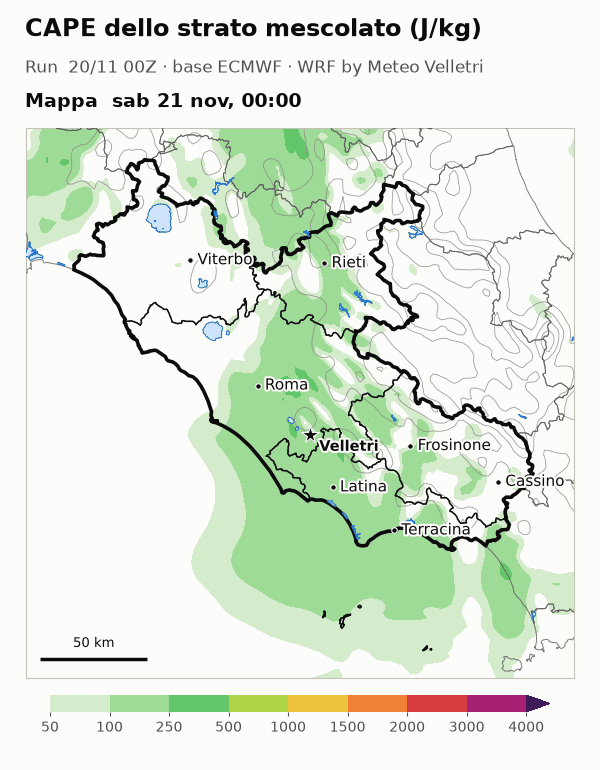 CAPE dello strato mescolato (J/kg)
Run  20/11 00Z · base ECMWF · WRF by Meteo Velletri
Mappa  sab 21 nov, 00:00
Viterbo
Rieti
Roma
Velletri
Frosinone
Latina
Cassino
Terracina
50 km
50 100 250 500 1000 1500 2000 3000 4000